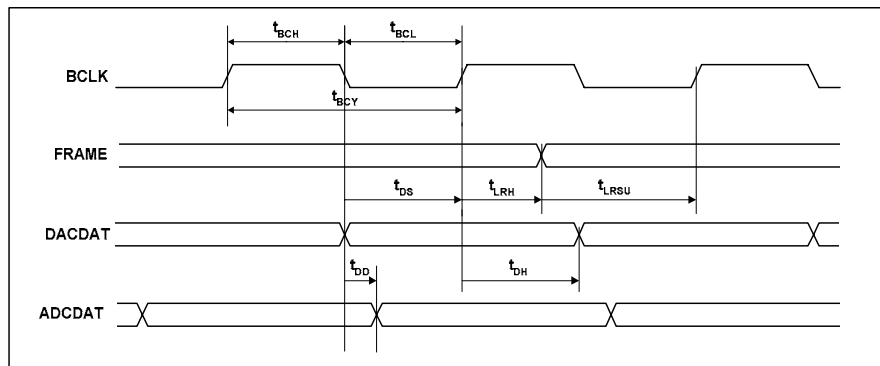 tBCH tBCL
BCLK
tBCY
FRAME
tDS tLRH tLRSU
DACDAT
tDD tDH
ADCDAT